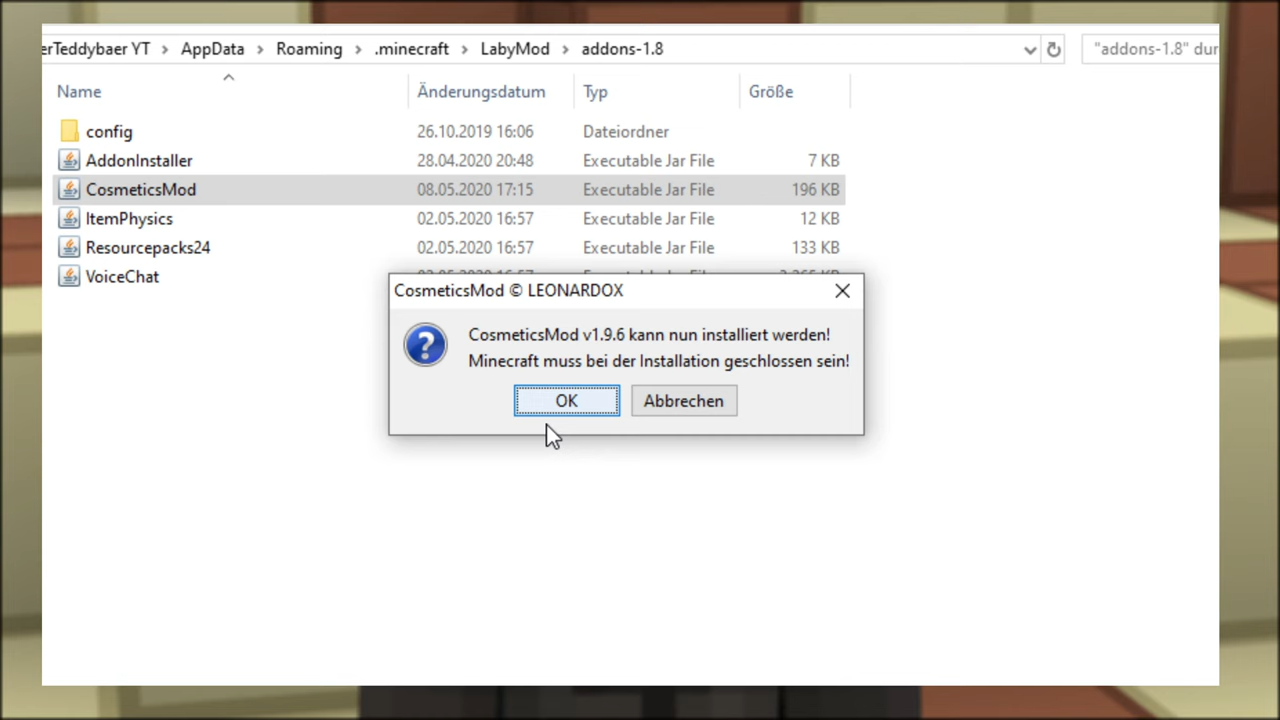 erTeddybaer YT > AppData > Roaming > .minecraft > LabyMod > addons-1.8
"addons-1.8" dur
Name Änderungsdatum Typ Größe
config 26.10.2019 16:06 Dateiordner
AddonInstaller 28.04.2020 20:48 Executable Jar File 7 KB
CosmeticsMod 08.05.2020 17:15 Executable Jar File 196 KB
ItemPhysics 02.05.2020 16:57 Executable Jar File 12 KB
Resourcepacks24 02.05.2020 16:57 Executable Jar File 133 KB
VoiceChat
CosmeticsMod © LEONARDOX
CosmeticsMod v1.9.6 kann nun installiert werden!
Minecraft muss bei der Installation geschlossen sein!
OK Abbrechen